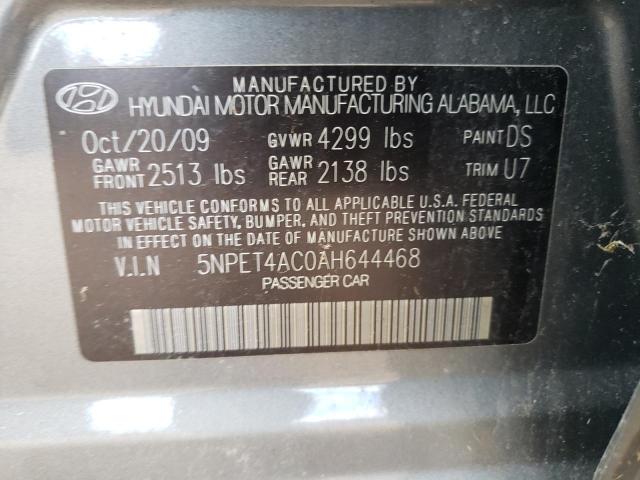 MANUFACTURED BY
HYUNDAI MOTOR MANUFACTURING ALABAMA, LLC
Oct/20/09 GVWR 4299 lbs PAINT DS
GAWR FRONT 2513 lbs GAWR REAR 2138 lbs TRIM U7
THIS VEHICLE CONFORMS TO ALL APPLICABLE U.S.A. FEDERAL
MOTOR VEHICLE SAFETY, BUMPER, AND THEFT PREVENTION STANDARDS
IN EFFECT ON THE DATE OF MANUFACTURE SHOWN ABOVE
V.I.N 5NPET4AC0AH644468
PASSENGER CAR